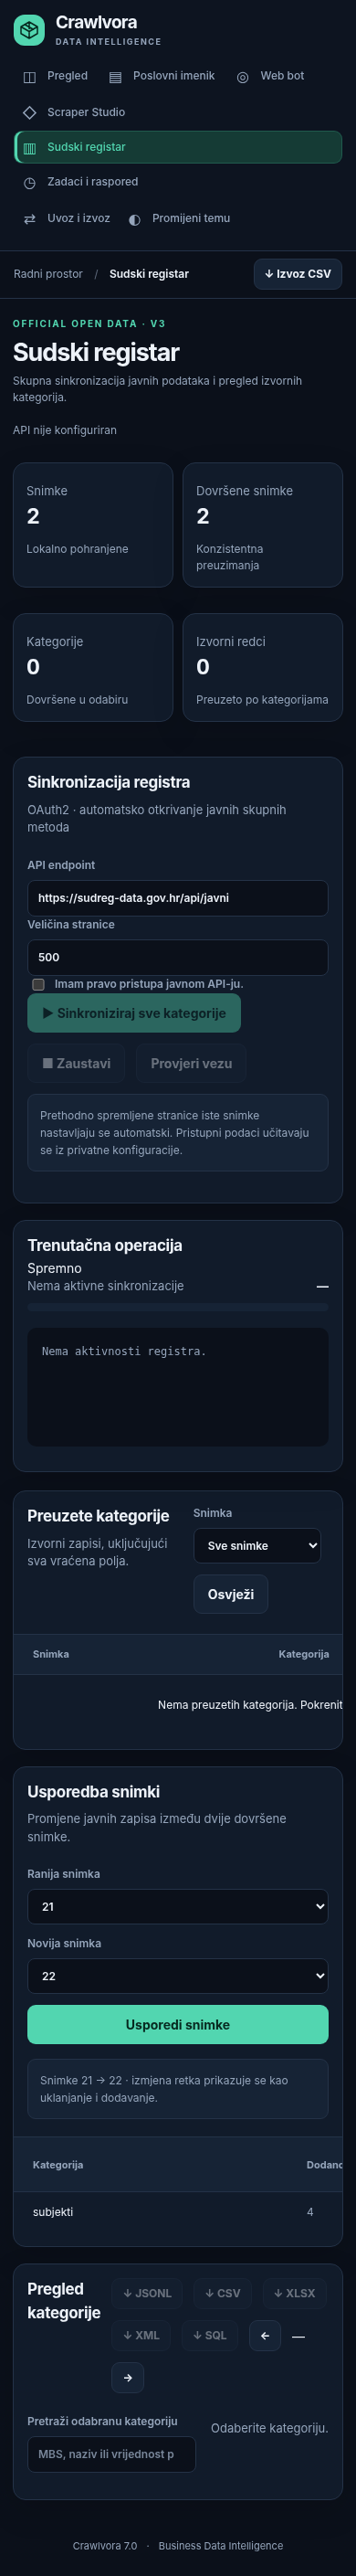 Crawlvora
DATA INTELLIGENCE
Pregled
Poslovni imenik
Web bot
Scraper Studio
Sudski registar
Zadaci i raspored
Uvoz i izvoz
Promijeni temu
Radni prostor / Sudski registar
↓ Izvoz CSV
OFFICIAL OPEN DATA · V3
Sudski registar
Skupna sinkronizacija javnih podataka i pregled izvornih
kategorija.
API nije konfiguriran
Snimke
2
Lokalno pohranjene
Dovršene snimke
2
Konzistentna
preuzimanja
Kategorije
0
Dovršene u odabiru
Izvorni redci
0
Preuzeto po kategorijama
Sinkronizacija registra
OAuth2 · automatsko otkrivanje javnih skupnih
metoda
API endpoint
https://sudreg-data.gov.hr/api/javni
Veličina stranice
500
Imam pravo pristupa javnom API-ju.
▶ Sinkroniziraj sve kategorije
■ Zaustavi
Provjeri vezu
Prethodno spremljene stranice iste snimke
nastavljaju se automatski. Pristupni podaci učitavaju
se iz privatne konfiguracije.
Trenutačna operacija
Spremno
Nema aktivne sinkronizacije —
Nema aktivnosti registra.
Preuzete kategorije
Izvorni zapisi, uključujući
sva vraćena polja.
Snimka
Sve snimke
Osvježi
Snimka Kategorija
Nema preuzetih kategorija. Pokrenit
Usporedba snimki
Promjene javnih zapisa između dvije dovršene
snimke.
Ranija snimka
21
Novija snimka
22
Usporedi snimke
Snimke 21 → 22 · izmjena retka prikazuje se kao
uklanjanje i dodavanje.
Kategorija Dodano
subjekti 4
Pregled
kategorije
↓ JSONL ↓ CSV ↓ XLSX
↓ XML ↓ SQL ← —
→
Pretraži odabranu kategoriju
MBS, naziv ili vrijednost p
Odaberite kategoriju.
Crawlvora 7.0 · Business Data Intelligence